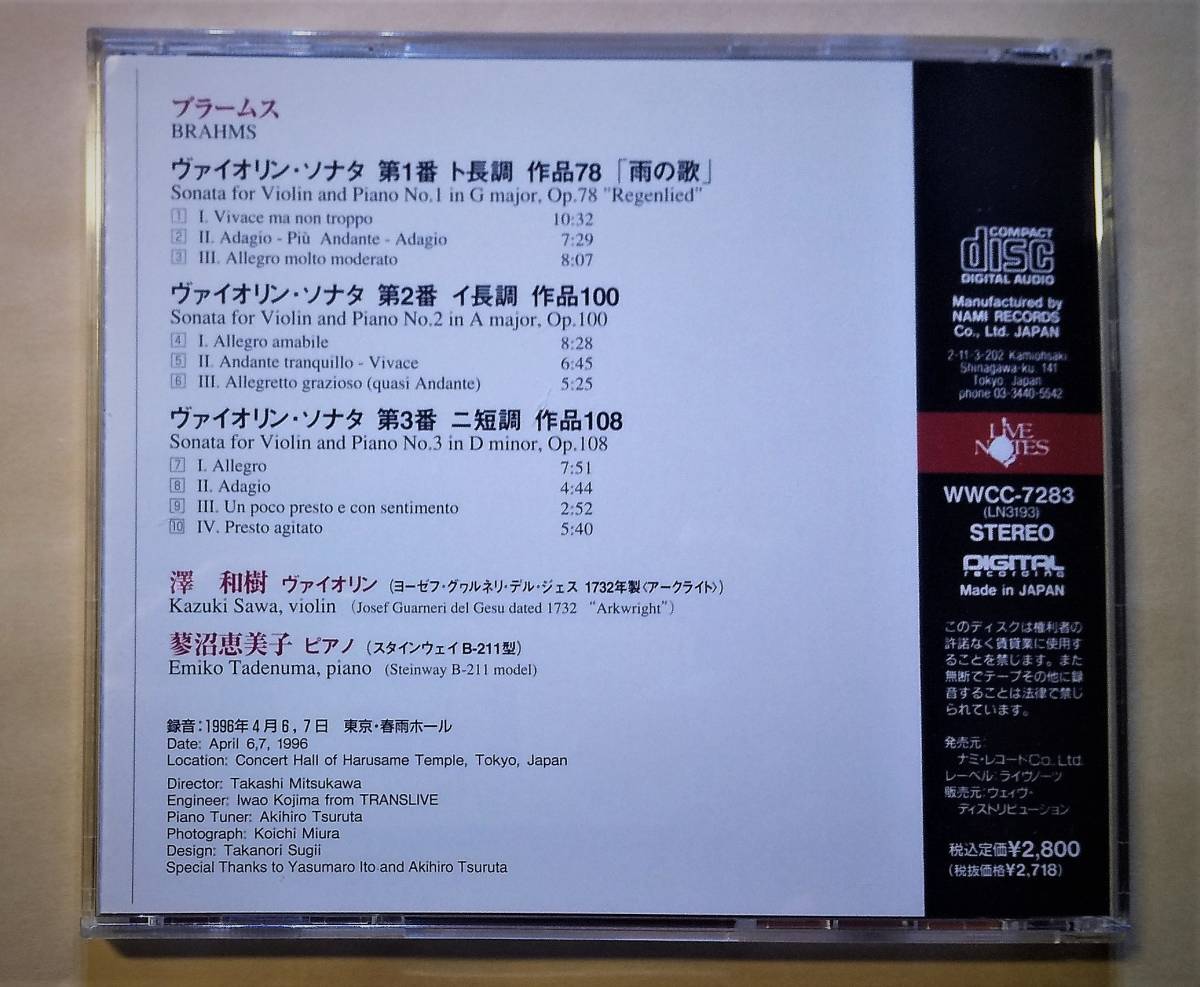 ブラームス
BRAHMS
ヴァイオリン・ソナタ 第1番 ト長調 作品78「雨の歌」
Sonata for Violin and Piano No.1 in G major, Op.78 "Regenlied"
1 I. Vivace ma non troppo 10:32
2 II. Adagio - Più Andante - Adagio 7:29
3 III. Allegro molto moderato 8:07
ヴァイオリン・ソナタ 第2番 イ長調 作品100
Sonata for Violin and Piano No.2 in A major, Op.100
4 I. Allegro amabile 8:28
5 II. Andante tranquillo - Vivace 6:45
6 III. Allegretto grazioso (quasi Andante) 5:25
ヴァイオリン・ソナタ 第3番 ニ短調 作品108
Sonata for Violin and Piano No.3 in D minor, Op.108
7 I. Allegro 7:51
8 II. Adagio 4:44
9 III. Un poco presto e con sentimento 2:52
10 IV. Presto agitato 5:40
澤 和樹 ヴァイオリン (ヨーゼフ・グァルネリ・デル・ジェス 1732年製〈アークライト〉)
Kazuki Sawa, violin (Josef Guarneri del Gesu dated 1732 "Arkwright")
蓼沼恵美子 ピアノ (スタインウェイ B-211型)
Emiko Tadenuma, piano (Steinway B-211 model)
録音:1996年4月6,7日 東京・春雨ホール
Date: April 6,7, 1996
Location: Concert Hall of Harusame Temple, Tokyo, Japan
Director: Takashi Mitsukawa
Engineer: Iwao Kojima from TRANSLIVE
Piano Tuner: Akihiro Tsuruta
Photograph: Koichi Miura
Design: Takanori Sugii
Special Thanks to Yasumaro Ito and Akihiro Tsuruta
COMPACT
disc
DIGITAL AUDIO
Manufactured by
NAMI RECORDS
Co., Ltd. JAPAN
2-11-3-202 Kamiohsaki
Shinagawa-ku. 141
Tokyo Japan
phone 03-3440-5542
LIVE
NOTES
WWCC-7283
(LN3193)
STEREO
DIGITAL
recording
Made in JAPAN
このディスクは権利者の
許諾なく賃貸業に使用す
ることを禁じます。また
無断でテープその他に録
音することは法律で禁じ
られています。
発売元:
ナミ・レコードCo., Ltd.
レーベル:ライヴノーツ
販売元:ウェイヴ・
ディストリビューション
税込定価¥2,800
(税抜価格¥2,718)